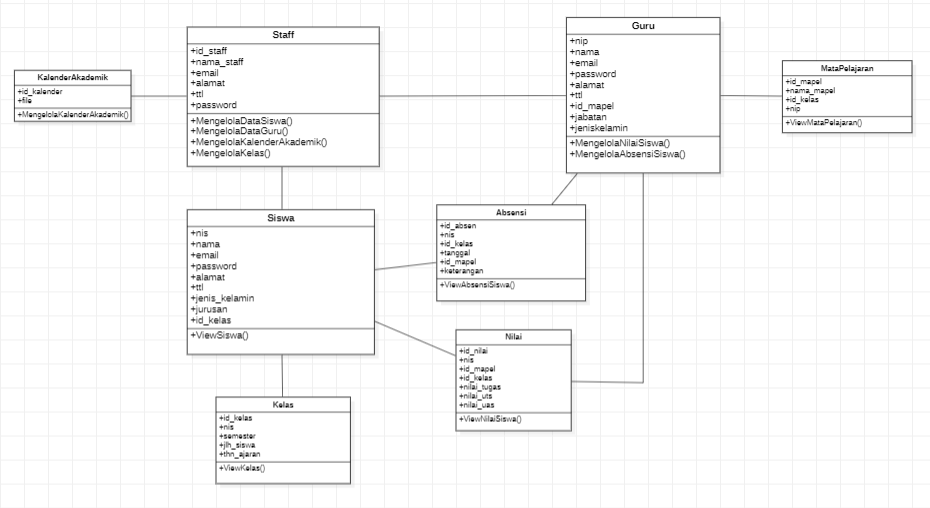 KalenderAkademik
+id_kalender
+file
+MengelolaKalenderAkademik()
Staff
+id_staff
+nama_staff
+email
+alamat
+ttl
+password
+MengelolaDataSiswa()
+MengelolaDataGuru()
+MengelolaKalenderAkademik()
+MengelolaKelas()
Guru
+nip
+nama
+email
+password
+alamat
+ttl
+id_mapel
+jabatan
+jeniskelamin
+MengelolaNilaiSiswa()
+MengelolaAbsensiSiswa()
MataPelajaran
+id_mapel
+nama_mapel
+id_kelas
+nip
+ViewMataPelajaran()
Siswa
+nis
+nama
+email
+password
+alamat
+ttl
+jenis_kelamin
+jurusan
+id_kelas
+ViewSiswa()
Absensi
+id_absen
+nis
+id_kelas
+tanggal
+id_mapel
+keterangan
+ViewAbsensiSiswa()
Nilai
+id_nilai
+nis
+id_mapel
+id_kelas
+nilai_tugas
+nilai_uts
+nilai_uas
+ViewNilaiSiswa()
Kelas
+id_kelas
+nis
+semester
+jlh_siswa
+thn_ajaran
+ViewKelas()